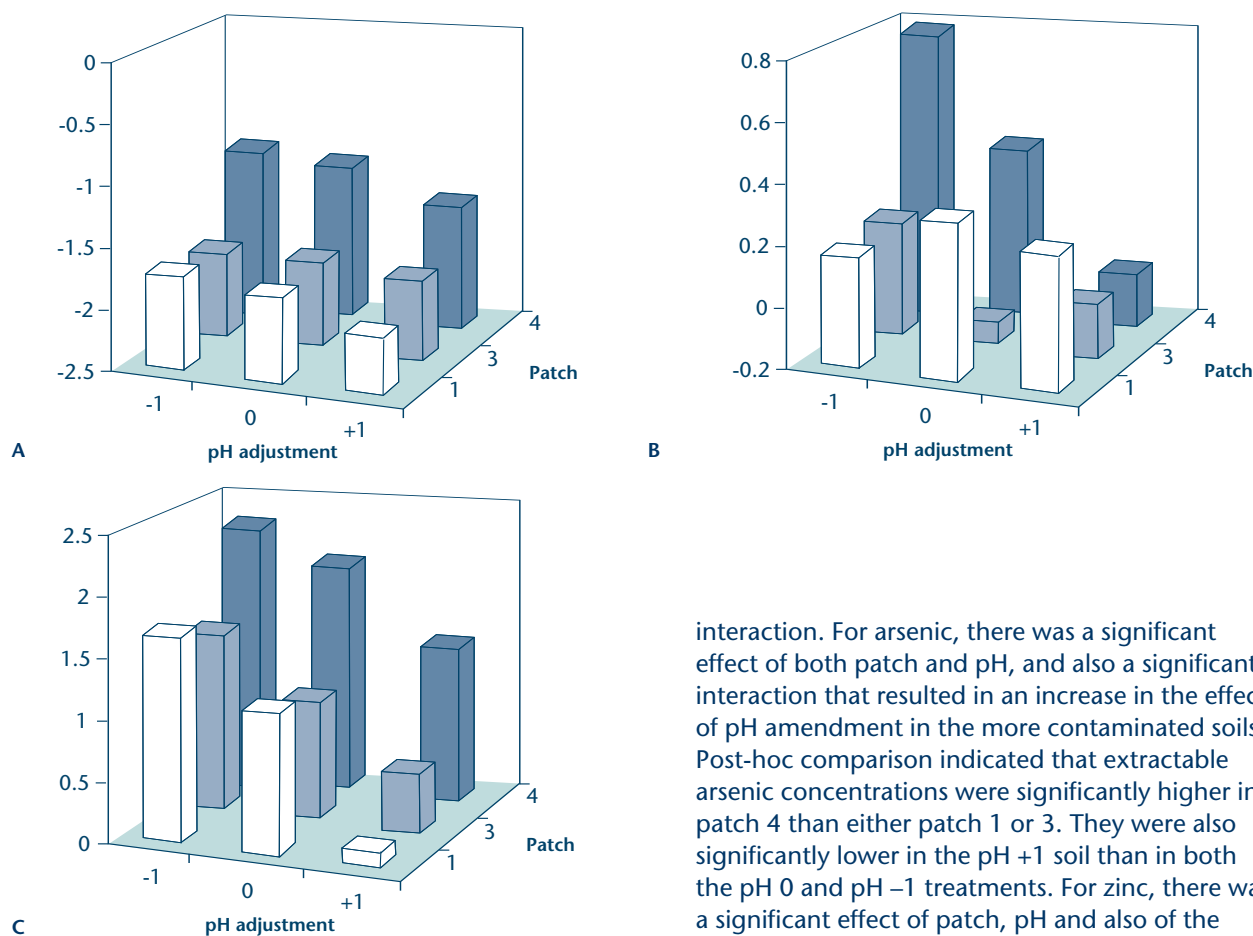 0
-0.5
-1
-1.5
-2
-2.5
-1
0
+1
pH adjustment
1
3
4
Patch
A
0.8
0.6
0.4
0.2
0
-0.2
-1
0
+1
pH adjustment
1
3
4
Patch
B
2.5
2
1.5
1
0.5
0
-1
0
+1
pH adjustment
1
3
4
Patch
C
interaction. For arsenic, there was a significant
effect of both patch and pH, and also a significant
interaction that resulted in an increase in the
of pH amendment in the more contaminated soils
Post-hoc comparison indicated that extractable
arsenic concentrations were significantly higher in
patch 4 than either patch 1 or 3. They were also
significantly lower in the pH +1 soil than in both
the pH 0 and pH –1 treatments. For zinc, there
a significant effect of patch, pH and also of the